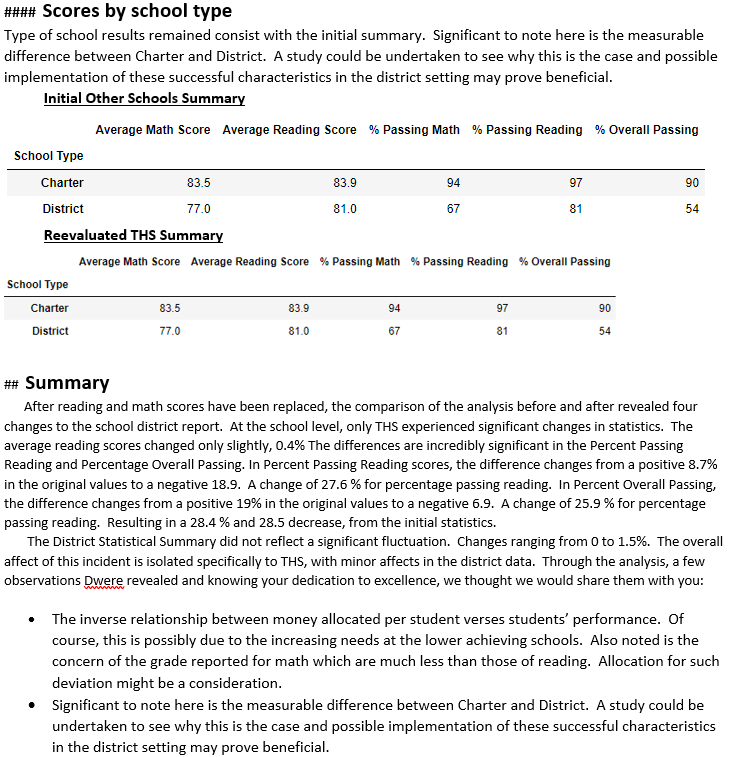 #### Scores by school type
Type of school results remained consist with the initial summary.  Significant to note here is the measurable
difference between Charter and District.  A study could be undertaken to see why this is the case and possible
implementation of these successful characteristics in the district setting may prove beneficial.
Initial Other Schools Summary
Average Math Score Average Reading Score % Passing Math % Passing Reading % Overall Passing
School Type
Charter 83.5 83.9 94 97 90
District 77.0 81.0 67 81 54
Reevaluated THS Summary
Average Math Score Average Reading Score % Passing Math % Passing Reading % Overall Passing
School Type
Charter 83.5 83.9 94 97 90
District 77.0 81.0 67 81 54
## Summary
After reading and math scores have been replaced, the comparison of the analysis before and after revealed four
changes to the school district report.  At the school level, only THS experienced significant changes in statistics.  The
average reading scores changed only slightly, 0.4% The differences are incredibly significant in the Percent Passing
Reading and Percentage Overall Passing. In Percent Passing Reading scores, the difference changes from a positive 8.7%
in the original values to a negative 18.9.  A change of 27.6 % for percentage passing reading.  In Percent Overall Passing,
the difference changes from a positive 19% in the original values to a negative 6.9.  A change of 25.9 % for percentage
passing reading.  Resulting in a 28.4 % and 28.5 decrease, from the initial statistics.
The District Statistical Summary did not reflect a significant fluctuation.  Changes ranging from 0 to 1.5%.  The overall
affect of this incident is isolated specifically to THS, with minor affects in the district data.  Through the analysis, a few
observations Dwere revealed and knowing your dedication to excellence, we thought we would share them with you:
• The inverse relationship between money allocated per student verses students’ performance.  Of
course, this is possibly due to the increasing needs at the lower achieving schools.  Also noted is the
concern of the grade reported for math which are much less than those of reading.  Allocation for such
deviation might be a consideration.
• Significant to note here is the measurable difference between Charter and District.  A study could be
undertaken to see why this is the case and possible implementation of these successful characteristics
in the district setting may prove beneficial.